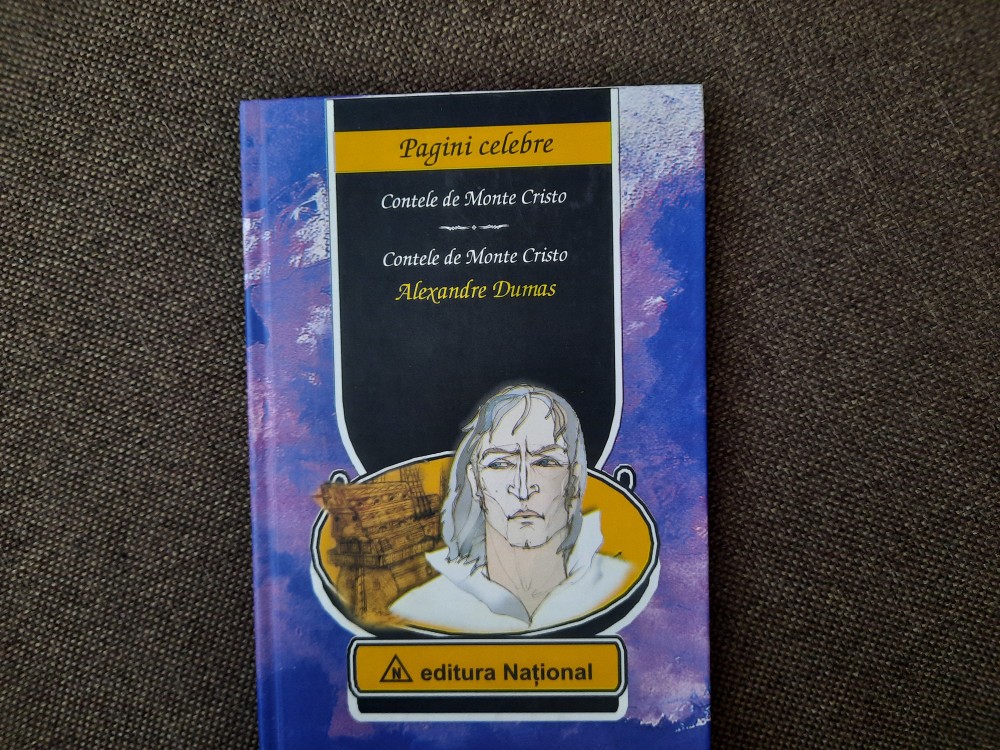 Pagini celebre
Contele de Monte Cristo
Contele de Monte Cristo
Alexandre Dumas
N editura Național